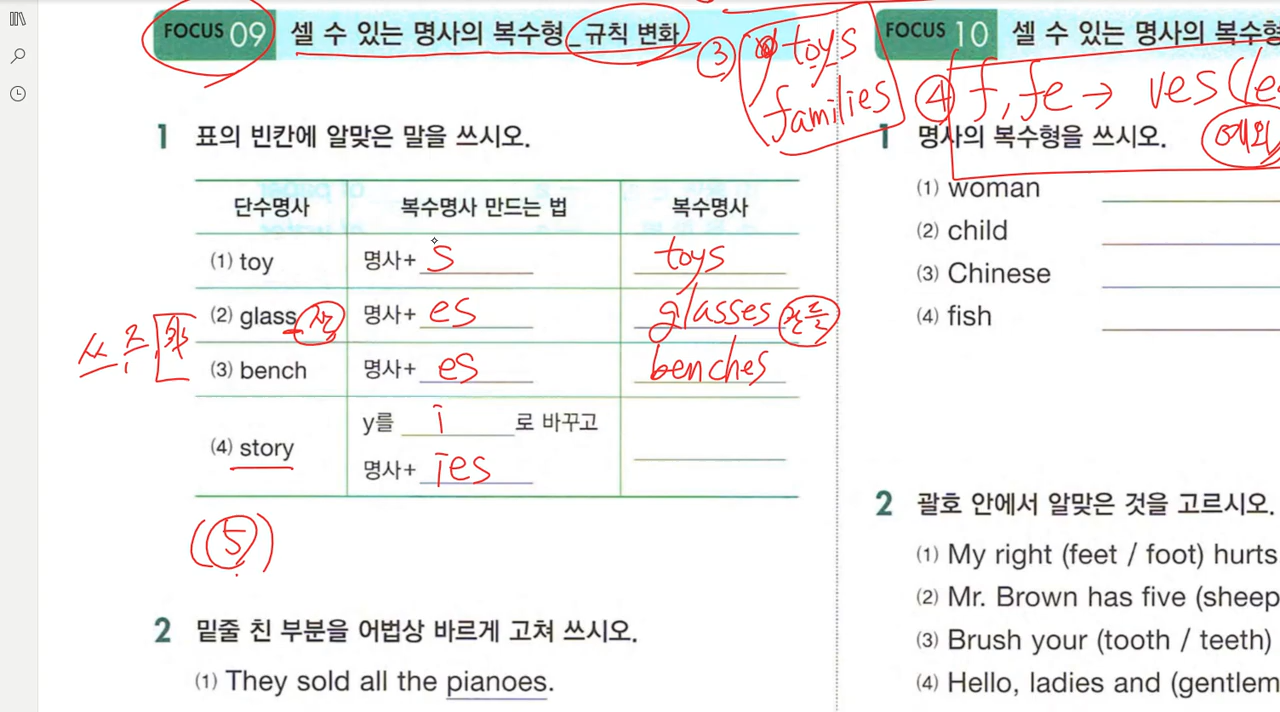 FOCUS 09 셀 수 있는 명사의 복수형_규칙 변화
③ toys
families
1 표의 빈칸에 알맞은 말을 쓰시오.
단수명사 복수명사 만드는 법 복수명사
(1) toy 명사+ s toys
(2) glass 명사+ es glasses
(3) bench 명사+ es benches
(4) story y를 i 로 바꾸고
명사+ ies
(⑤)
2 밑줄 친 부분을 어법상 바르게 고쳐 쓰시오.
(1) They sold all the pianoes.
FOCUS 10 셀 수 있는 명사의 복수형
④ f, fe → ves
예외
1 명사의 복수형을 쓰시오.
(1) woman
(2) child
(3) Chinese
(4) fish
2 괄호 안에서 알맞은 것을 고르시오.
(1) My right (feet / foot) hurts
(2) Mr. Brown has five (sheep
(3) Brush your (tooth / teeth)
(4) Hello, ladies and (gentlem